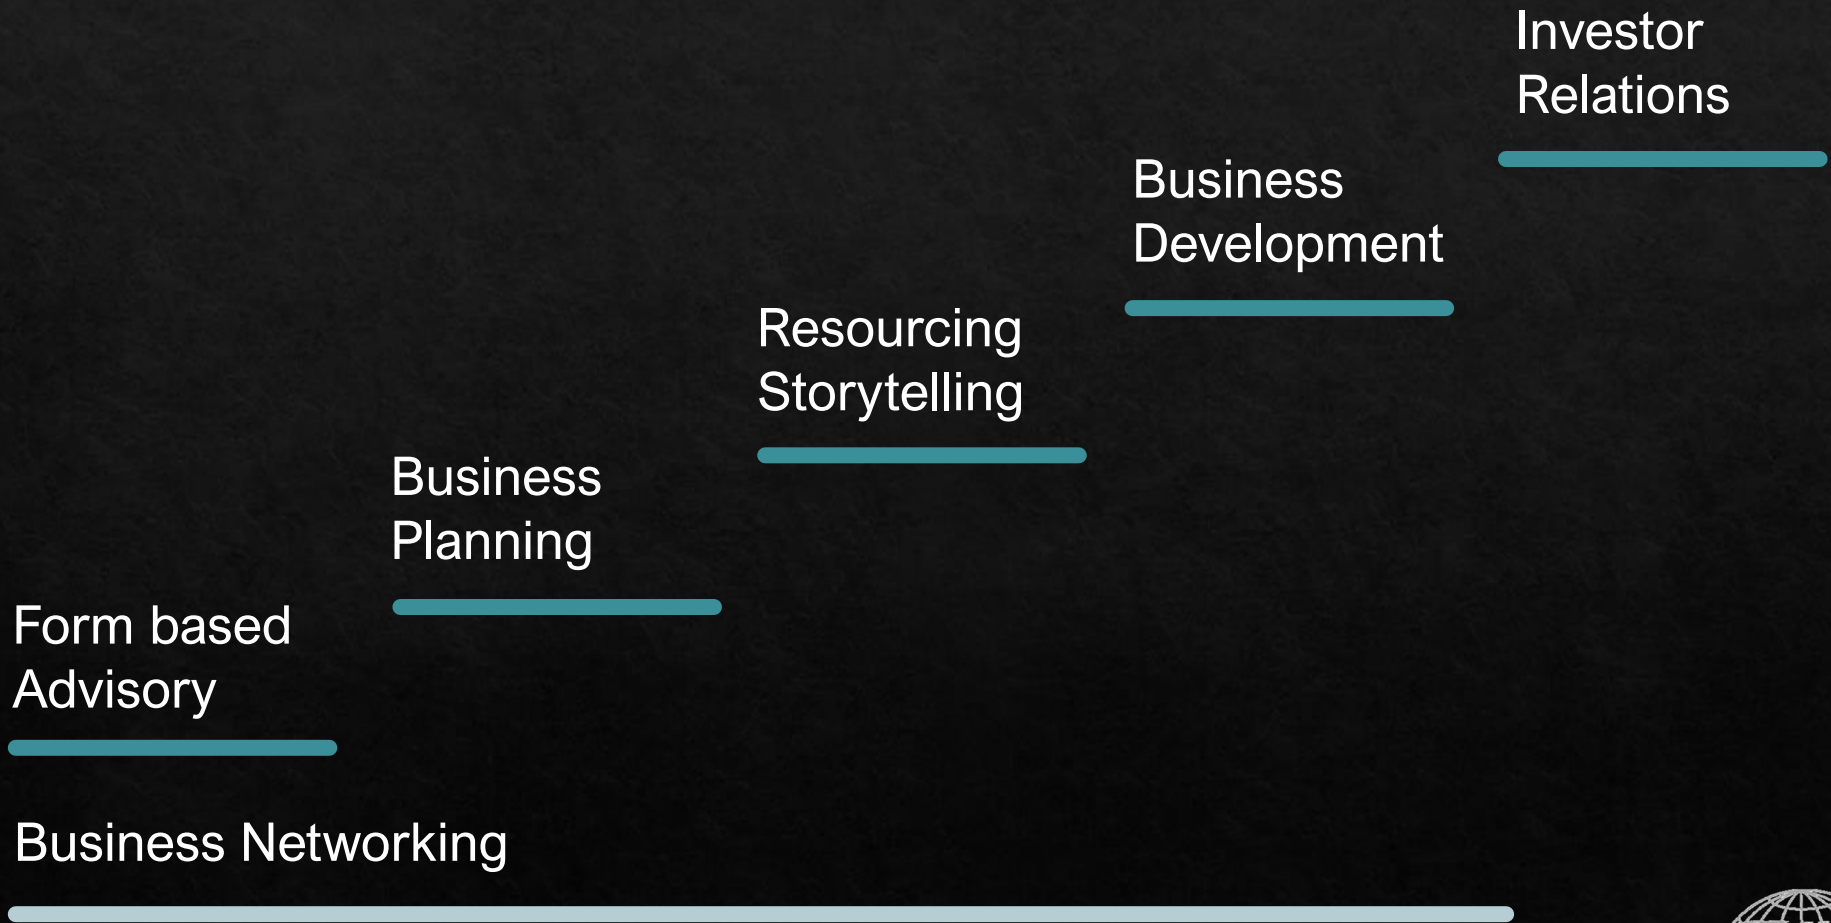 Investor
Relations
Business
Development
Resourcing
Storytelling
Business
Planning
Form based
Advisory
Business Networking